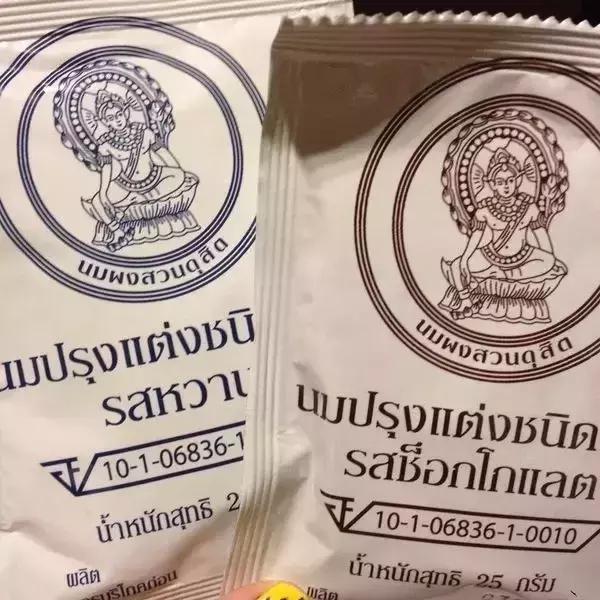 นมผงสวนดุสิต
นมปรุงแต่งชนิ
รสหวาน
10-1-06836-1
น้ำหนักสุทธิ 2
ผลิต
นมผงสวนดุสิต
นมปรุงแต่งชนิด
รสช็อกโกแลต
10-1-06836-1-0010
น้ำหนักสุทธิ 25 กรัม
ผลิต